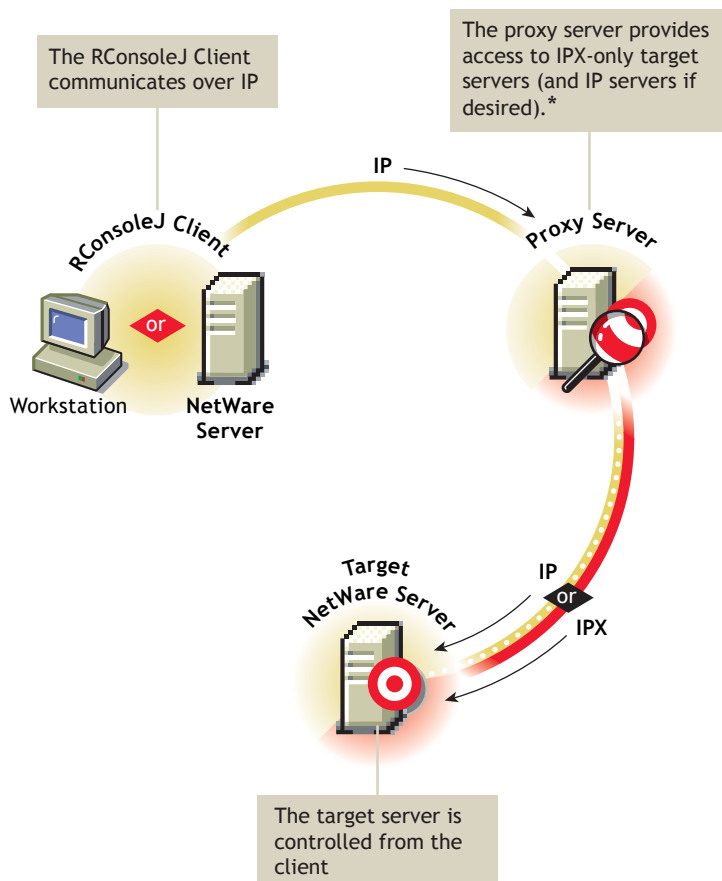 The RConsoleJ Client
communicates over IP
The proxy server provides
access to IPX-only target
servers (and IP servers if
desired).*
IP
RConsoleJ Client
Proxy Server
or
Workstation
NetWare
Server
Target
NetWare Server
IP
or
IPX
The target server is
controlled from the
client